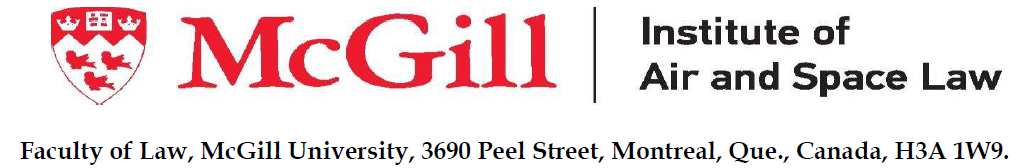 McGill
Institute of
Air and Space Law
Faculty of Law, McGill University, 3690 Peel Street, Montreal, Que., Canada, H3A 1W9.